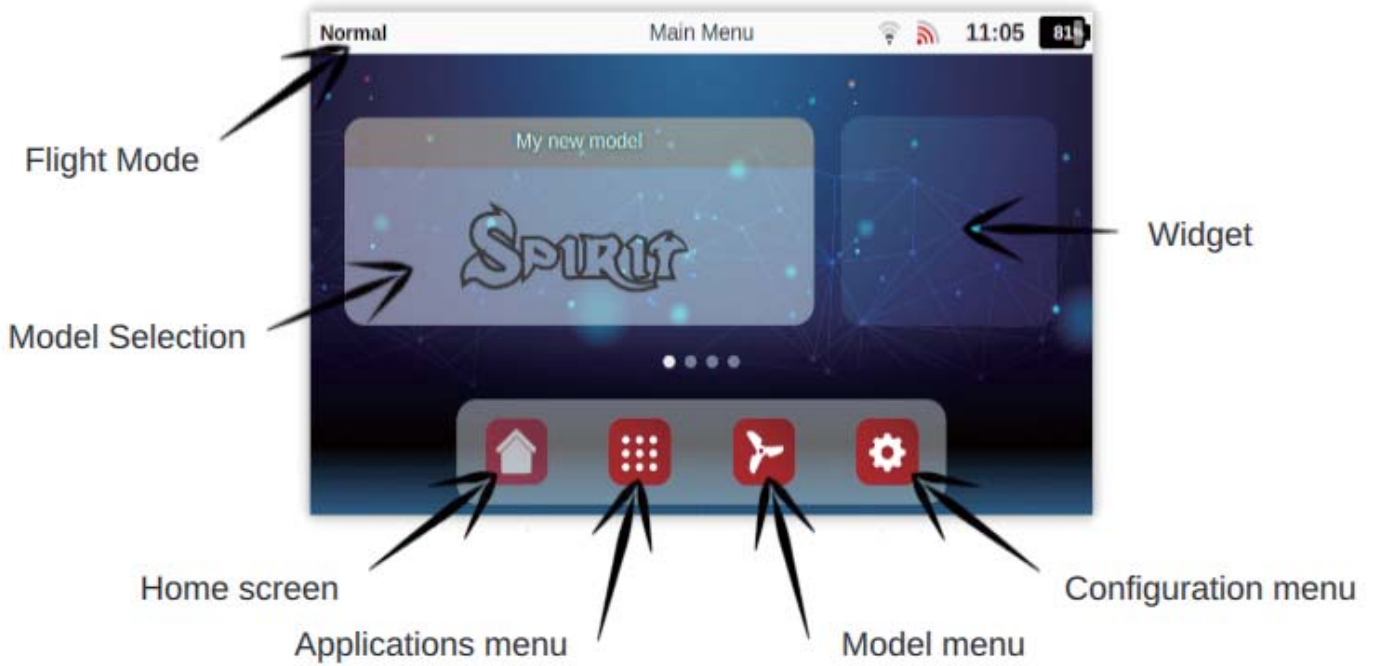 Normal Main Menu 11:05 81%
Flight Mode
My new model
Widget
SPIRIT
Model Selection
Home screen
Configuration menu
Applications menu
Model menu